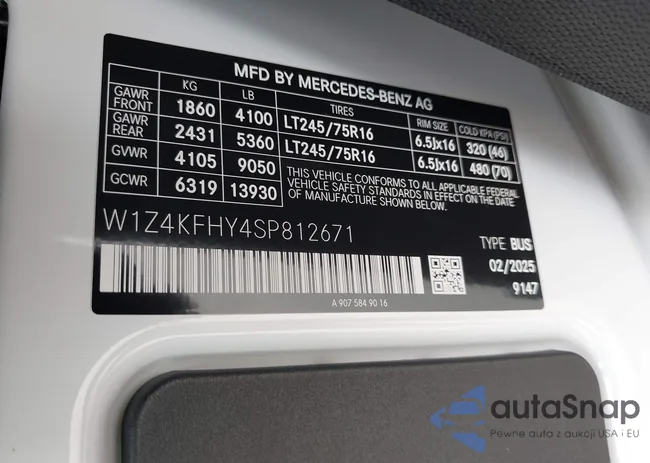 MFD BY MERCEDES-BENZ AG
KG LB TIRES RIM SIZE COLD KPA (PSI)
GAWR FRONT 1860 4100 LT245/75R16 6.5Jx16 320 (46)
GAWR REAR 2431 5360 LT245/75R16 6.5Jx16 480 (70)
GVWR 4105 9050
GCWR 6319 13930
THIS VEHICLE CONFORMS TO ALL APPLICABLE FEDERAL
VEHICLE SAFETY STANDARDS IN EFFECT ON THE DATE
OF MANUFACTURE SHOWN BELOW.
W1Z4KFHY4SP812671
TYPE BUS
02/2025
9147
A 907 584 90 16
autaSnap
Pewne auta z aukcji USA i EU